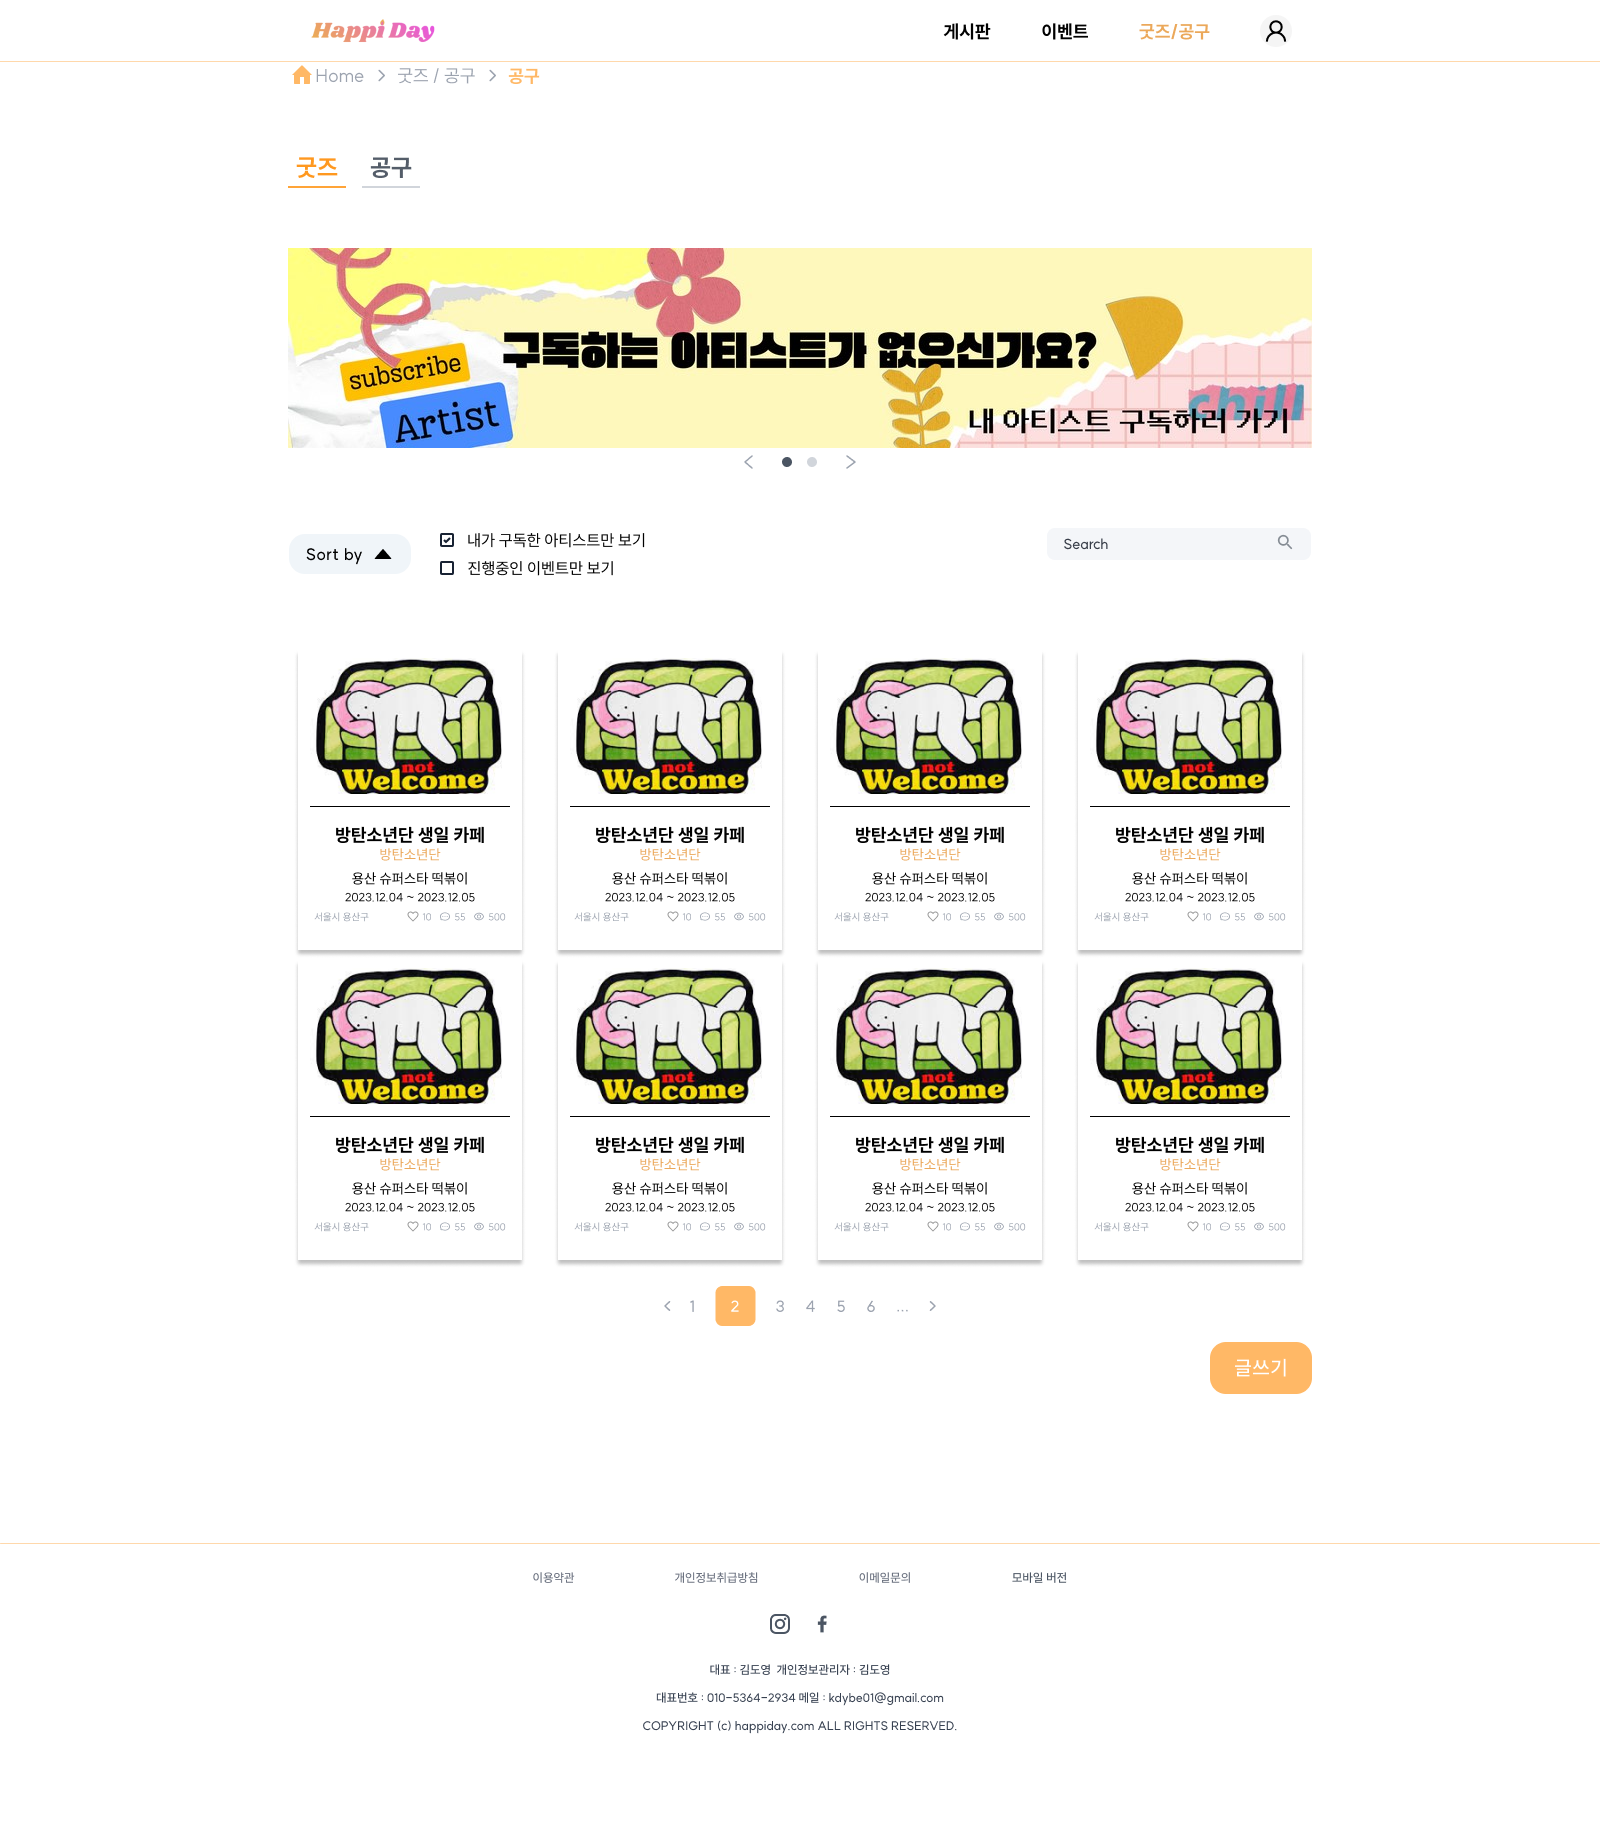 Happi Day 게시판 이벤트 굿즈/공구
Home 굿즈 / 공구 공구
굿즈 공구
구독하는 아티스트가 없으신가요?
subscribe
Artist
chill
내 아티스트 구독하러 가기
Sort by
내가 구독한 아티스트만 보기
진행중인 이벤트만 보기
Search
not not not not
Welcome Welcome Welcome Welcome
방탄소년단 생일 카페 방탄소년단 생일 카페 방탄소년단 생일 카페 방탄소년단 생일 카페
방탄소년단 방탄소년단 방탄소년단 방탄소년단
용산 슈퍼스타 떡볶이 용산 슈퍼스타 떡볶이 용산 슈퍼스타 떡볶이 용산 슈퍼스타 떡볶이
2023.12.04 ~ 2023.12.05 2023.12.04 ~ 2023.12.05 2023.12.04 ~ 2023.12.05 2023.12.04 ~ 2023.12.05
서울시 용산구 10 55 500 서울시 용산구 10 55 500 서울시 용산구 10 55 500 서울시 용산구 10 55 500
not not not not
Welcome Welcome Welcome Welcome
방탄소년단 생일 카페 방탄소년단 생일 카페 방탄소년단 생일 카페 방탄소년단 생일 카페
방탄소년단 방탄소년단 방탄소년단 방탄소년단
용산 슈퍼스타 떡볶이 용산 슈퍼스타 떡볶이 용산 슈퍼스타 떡볶이 용산 슈퍼스타 떡볶이
2023.12.04 ~ 2023.12.05 2023.12.04 ~ 2023.12.05 2023.12.04 ~ 2023.12.05 2023.12.04 ~ 2023.12.05
서울시 용산구 10 55 500 서울시 용산구 10 55 500 서울시 용산구 10 55 500 서울시 용산구 10 55 500
1 2 3 4 5 6 ...
글쓰기
이용약관 개인정보취급방침 이메일문의 모바일 버전
대표 : 김도영 개인정보관리자 : 김도영
대표번호 : 010-5364-2934 메일 : kdybe01@gmail.com
COPYRIGHT (c) happiday.com ALL RIGHTS RESERVED.